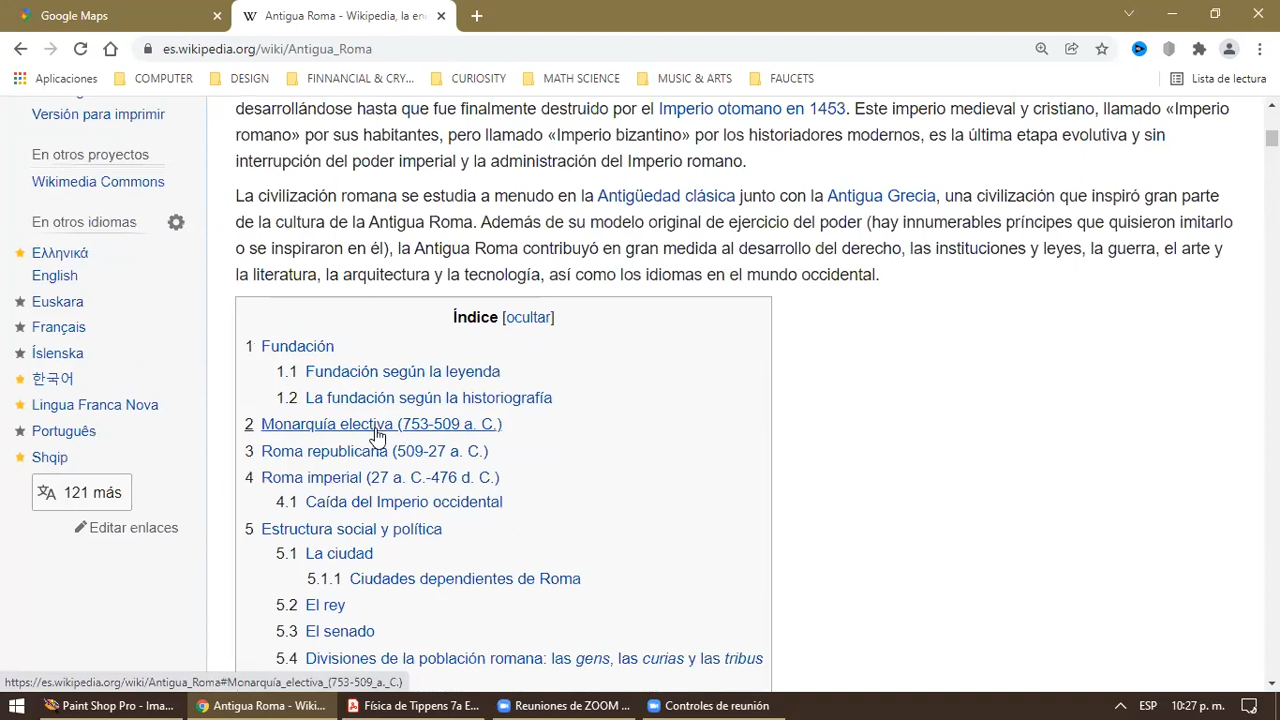 Google Maps
Antigua Roma - Wikipedia, la en
es.wikipedia.org/wiki/Antigua_Roma
Aplicaciones COMPUTER DESIGN FINNANCIAL & CRY... CURIOSITY MATH SCIENCE MUSIC & ARTS FAUCETS Lista de lectura
Versión para imprimir
En otros proyectos
Wikimedia Commons
En otros idiomas
Ελληνικά
English
Euskara
Français
Íslenska
한국어
Lingua Franca Nova
Português
Shqip
121 más
Editar enlaces
desarrollándose hasta que fue finalmente destruido por el Imperio otomano en 1453. Este imperio medieval y cristiano, llamado «Imperio
romano» por sus habitantes, pero llamado «Imperio bizantino» por los historiadores modernos, es la última etapa evolutiva y sin
interrupción del poder imperial y la administración del Imperio romano.
La civilización romana se estudia a menudo en la Antigüedad clásica junto con la Antigua Grecia, una civilización que inspiró gran parte
de la cultura de la Antigua Roma. Además de su modelo original de ejercicio del poder (hay innumerables príncipes que quisieron imitarlo
o se inspiraron en él), la Antigua Roma contribuyó en gran medida al desarrollo del derecho, las instituciones y leyes, la guerra, el arte y
la literatura, la arquitectura y la tecnología, así como los idiomas en el mundo occidental.
Índice [ocultar]
1 Fundación
1.1 Fundación según la leyenda
1.2 La fundación según la historiografía
2 Monarquía electiva (753-509 a. C.)
3 Roma republicana (509-27 a. C.)
4 Roma imperial (27 a. C.-476 d. C.)
4.1 Caída del Imperio occidental
5 Estructura social y política
5.1 La ciudad
5.1.1 Ciudades dependientes de Roma
5.2 El rey
5.3 El senado
5.4 Divisiones de la población romana: las gens, las curias y las tribus
https://es.wikipedia.org/wiki/Antigua_Roma#Monarquía_electiva_(753-509_a._C.)
Paint Shop Pro - Ima... Antigua Roma - Wiki... Física de Tippens 7a E... Reuniones de ZOOM ... Controles de reunión ESP 10:27 p. m.